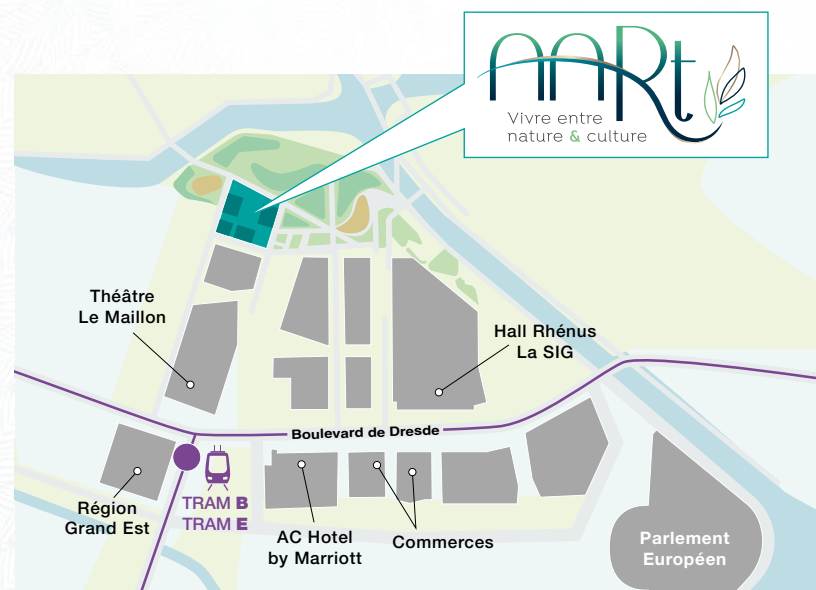 AARt
Vivre entre
nature & culture
Théâtre
Le Maillon
Hall Rhénus
La SIG
Boulevard de Dresde
Région
Grand Est
TRAM B
TRAM E
AC Hotel
by Marriott
Commerces
Parlement
Européen